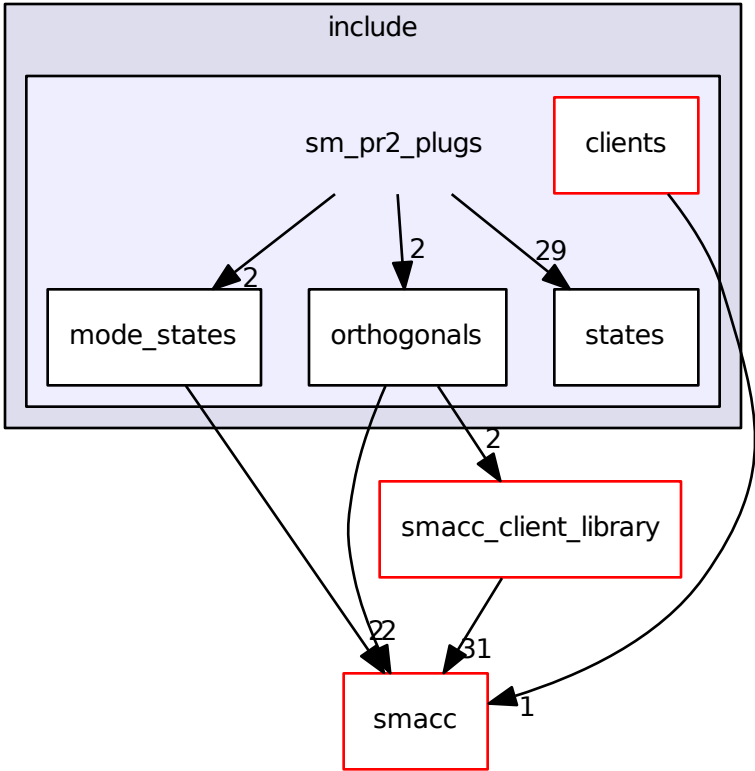 include
sm_pr2_plugs
clients
2
2
29
mode_states
orthogonals
states
2
smacc_client_library
2
2
31
1
smacc